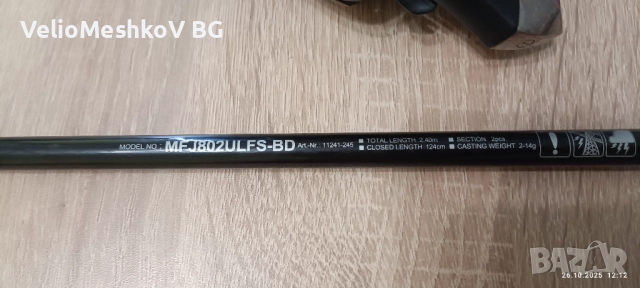 VelioMeshkoV BG
MODEL NO.: MFJ802ULFS-BD Art.-Nr.: 11241-245
■ TOTAL LENGTH 2.40m ■ SECTION 2pcs
■ CLOSED LENGTH 124cm ■ CASTING WEIGHT 2-14g
BAZAR
26.10.2025 12:12